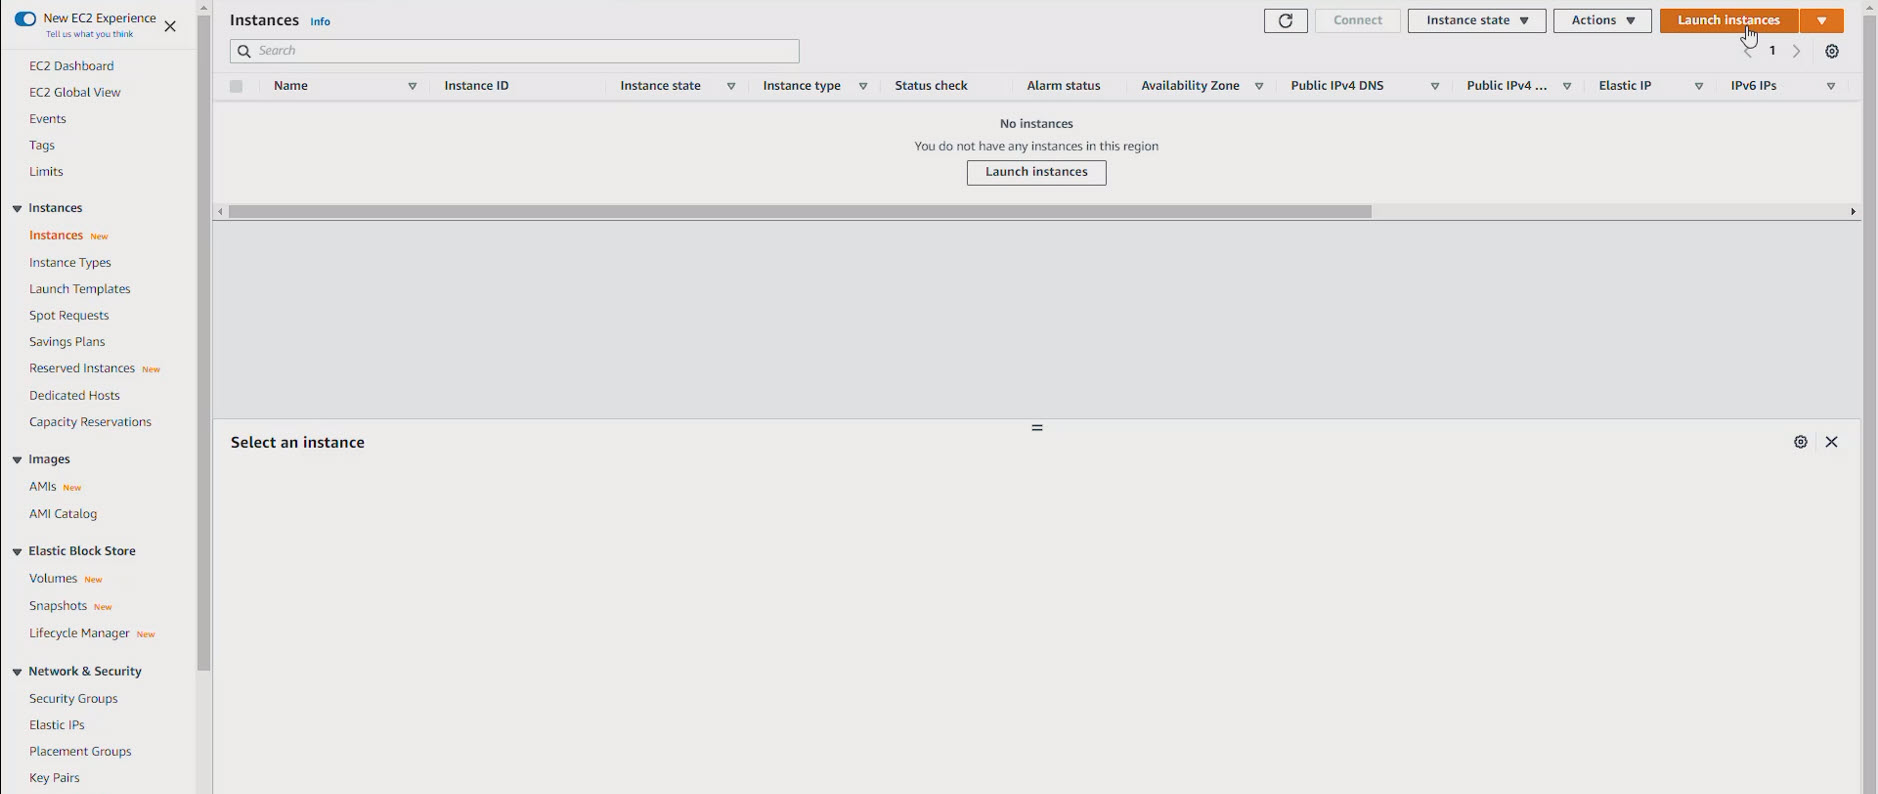 New EC2 Experience
Tell us what you think
EC2 Dashboard
EC2 Global View
Events
Tags
Limits
Instances
Instances New
Instance Types
Launch Templates
Spot Requests
Savings Plans
Reserved Instances New
Dedicated Hosts
Capacity Reservations
Images
AMIs New
AMI Catalog
Elastic Block Store
Volumes New
Snapshots New
Lifecycle Manager New
Network & Security
Security Groups
Elastic IPs
Placement Groups
Key Pairs
Instances Info
Connect
Instance state
Actions
Launch instances
Search
1
Name Instance ID Instance state Instance type Status check Alarm status Availability Zone Public IPv4 DNS Public IPv4 ... Elastic IP IPv6 IPs
No instances
You do not have any instances in this region
Launch instances
Select an instance